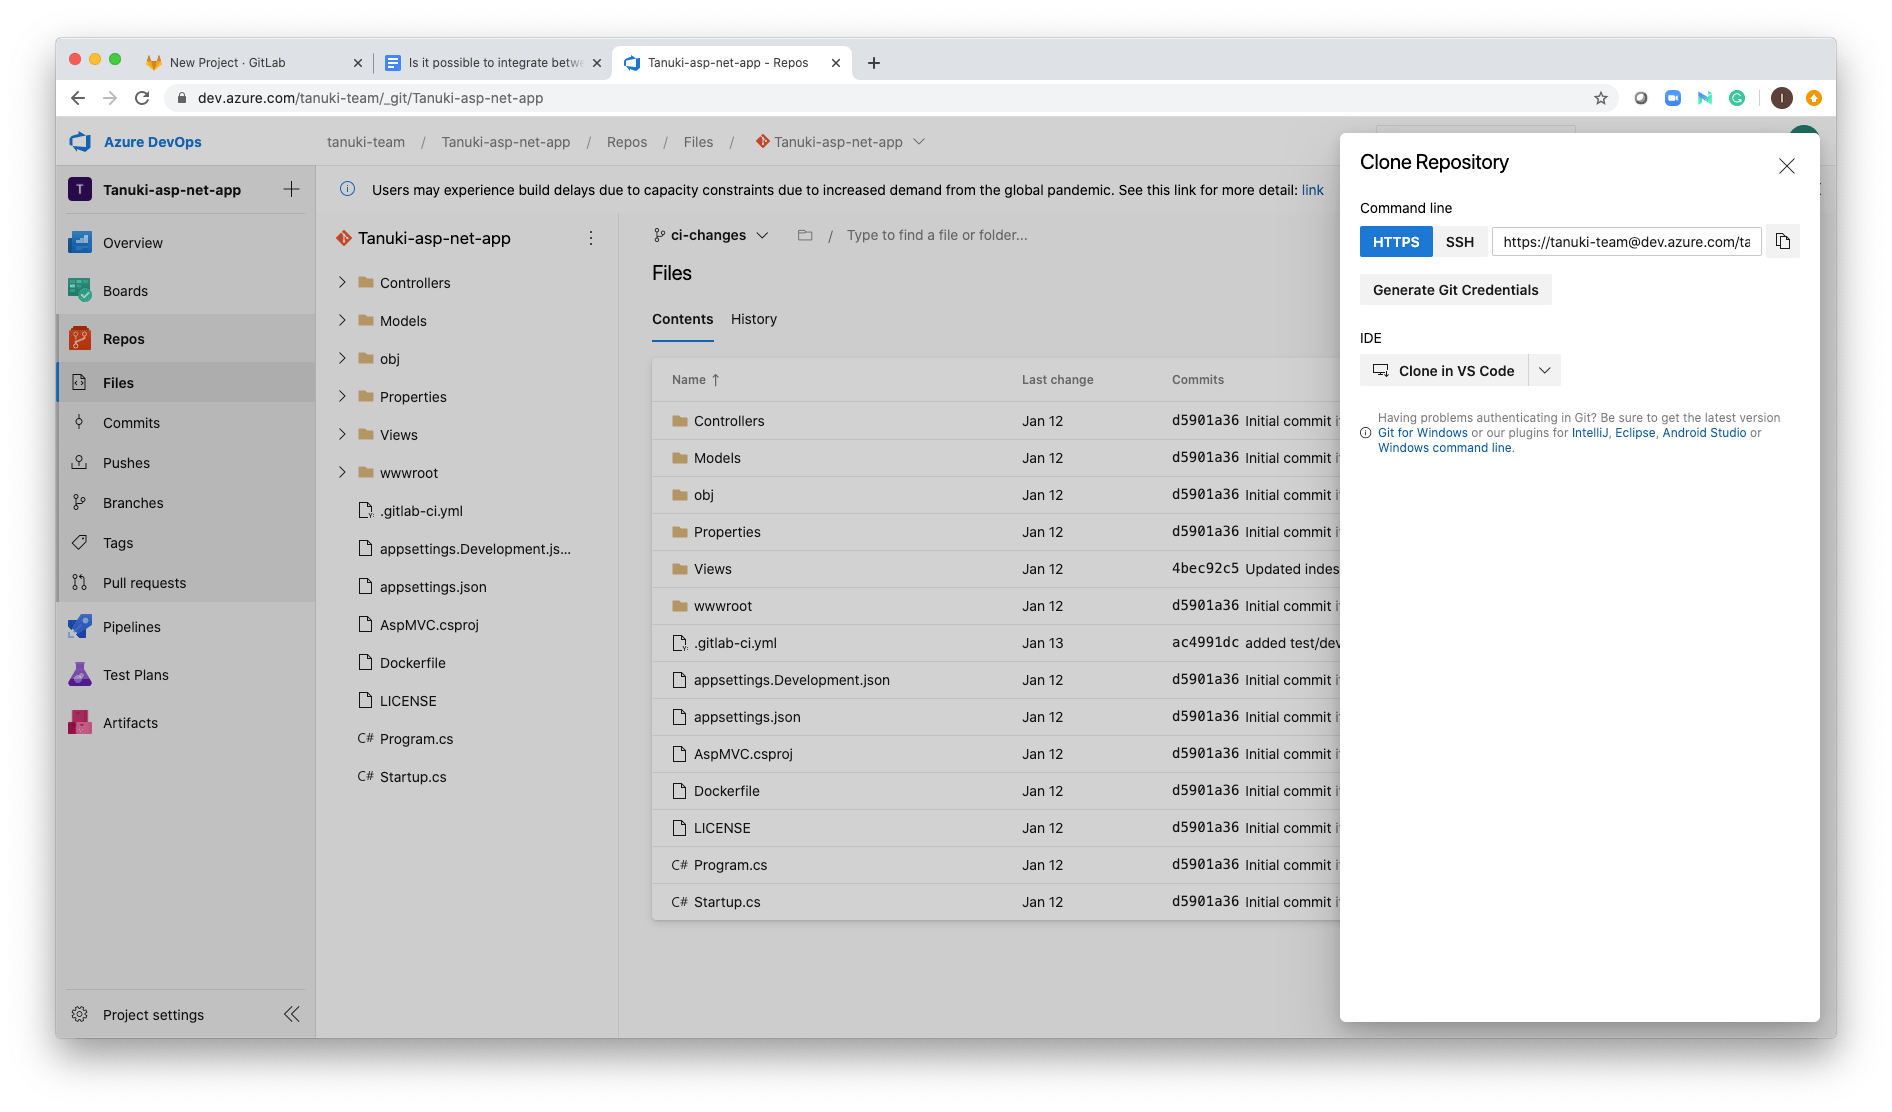 New Project · GitLab
Is it possible to integrate betw
Tanuki-asp-net-app - Repos
dev.azure.com/tanuki-team/_git/Tanuki-asp-net-app
I
Azure DevOps
tanuki-team / Tanuki-asp-net-app / Repos / Files / Tanuki-asp-net-app
T Tanuki-asp-net-app
Overview
Boards
Repos
Files
Commits
Pushes
Branches
Tags
Pull requests
Pipelines
Test Plans
Artifacts
Project settings
Users may experience build delays due to capacity constraints due to increased demand from the global pandemic. See this link for more detail: link
Tanuki-asp-net-app
Controllers
Models
obj
Properties
Views
wwwroot
.gitlab-ci.yml
appsettings.Development.js...
appsettings.json
AspMVC.csproj
Dockerfile
LICENSE
C# Program.cs
C# Startup.cs
ci-changes / Type to find a file or folder...
Files
Contents History
Name ↑ Last change Commits
Controllers Jan 12 d5901a36 Initial commit
Models Jan 12 d5901a36 Initial commit
obj Jan 12 d5901a36 Initial commit
Properties Jan 12 d5901a36 Initial commit
Views Jan 12 4bec92c5 Updated indes
wwwroot Jan 12 d5901a36 Initial commit
.gitlab-ci.yml Jan 13 ac4991dc added test/dev
appsettings.Development.json Jan 12 d5901a36 Initial commit
appsettings.json Jan 12 d5901a36 Initial commit
AspMVC.csproj Jan 12 d5901a36 Initial commit
Dockerfile Jan 12 d5901a36 Initial commit
LICENSE Jan 12 d5901a36 Initial commit
C# Program.cs Jan 12 d5901a36 Initial commit
C# Startup.cs Jan 12 d5901a36 Initial commit
Clone Repository
Command line
HTTPS SSH https://tanuki-team@dev.azure.com/ta
Generate Git Credentials
IDE
Clone in VS Code
Having problems authenticating in Git? Be sure to get the latest version
Git for Windows or our plugins for IntelliJ, Eclipse, Android Studio or
Windows command line.